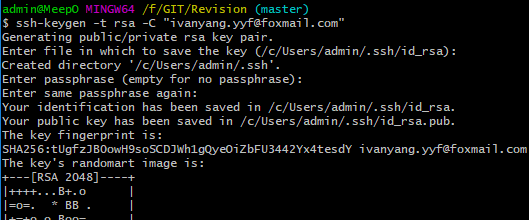 admin@MeepO MINGW64 /f/GIT/Revision (master)
$ ssh-keygen -t rsa -C "ivanyang.yyf@foxmail.com"
Generating public/private rsa key pair.
Enter file in which to save the key (/c/Users/admin/.ssh/id_rsa):
Created directory '/c/Users/admin/.ssh'.
Enter passphrase (empty for no passphrase):
Enter same passphrase again:
Your identification has been saved in /c/Users/admin/.ssh/id_rsa.
Your public key has been saved in /c/Users/admin/.ssh/id_rsa.pub.
The key fingerprint is:
SHA256:tUgfzJBOowH9soSCDJWh1gQyeOiZbFU3442Yx4tesdY ivanyang.yyf@foxmail.com
The key's randomart image is:
+---[RSA 2048]----+
|++++...B+.o      |
|=o=.  * BB .     |